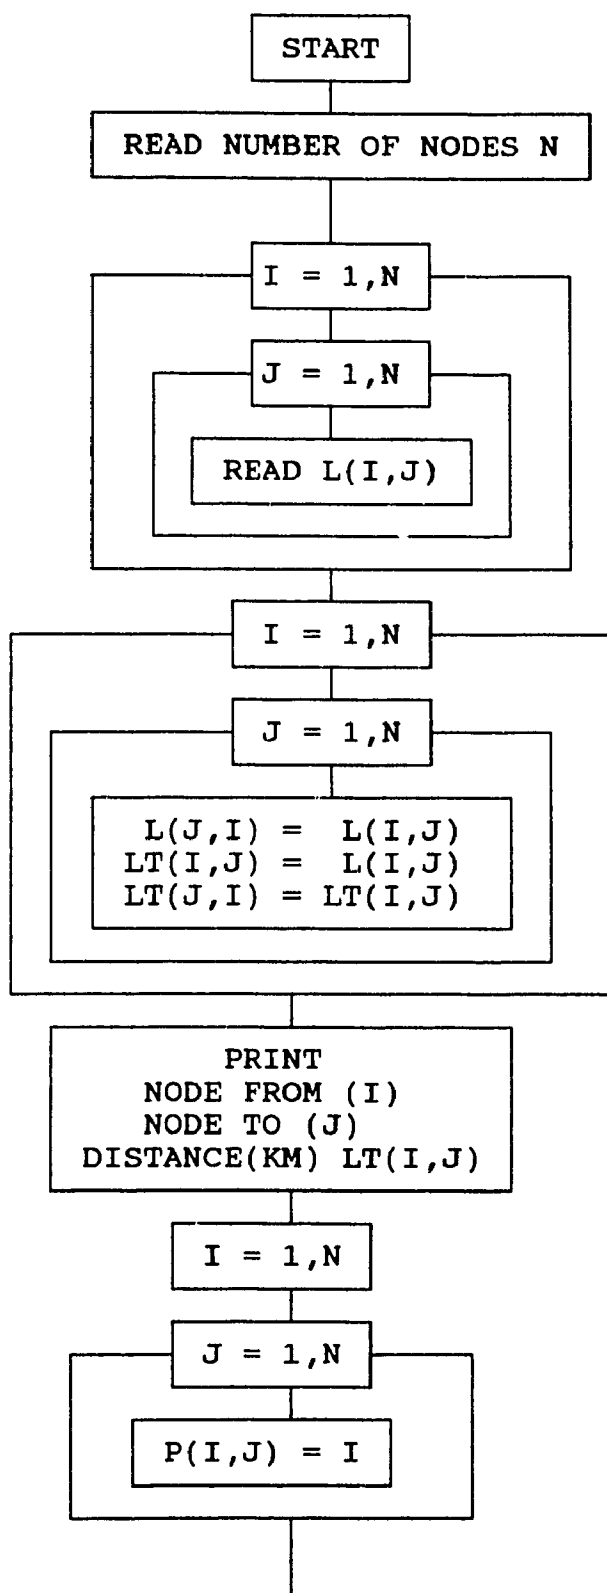 START
READ NUMBER OF NODES N
I = 1,N
J = 1,N
READ L(I,J)
I = 1,N
J = 1,N
L(J,I) = L(I,J)
LT(I,J) = L(I,J)
LT(J,I) = LT(I,J)
PRINT
NODE FROM (I)
NODE TO (J)
DISTANCE(KM) LT(I,J)
I = 1,N
J = 1,N
P(I,J) = I